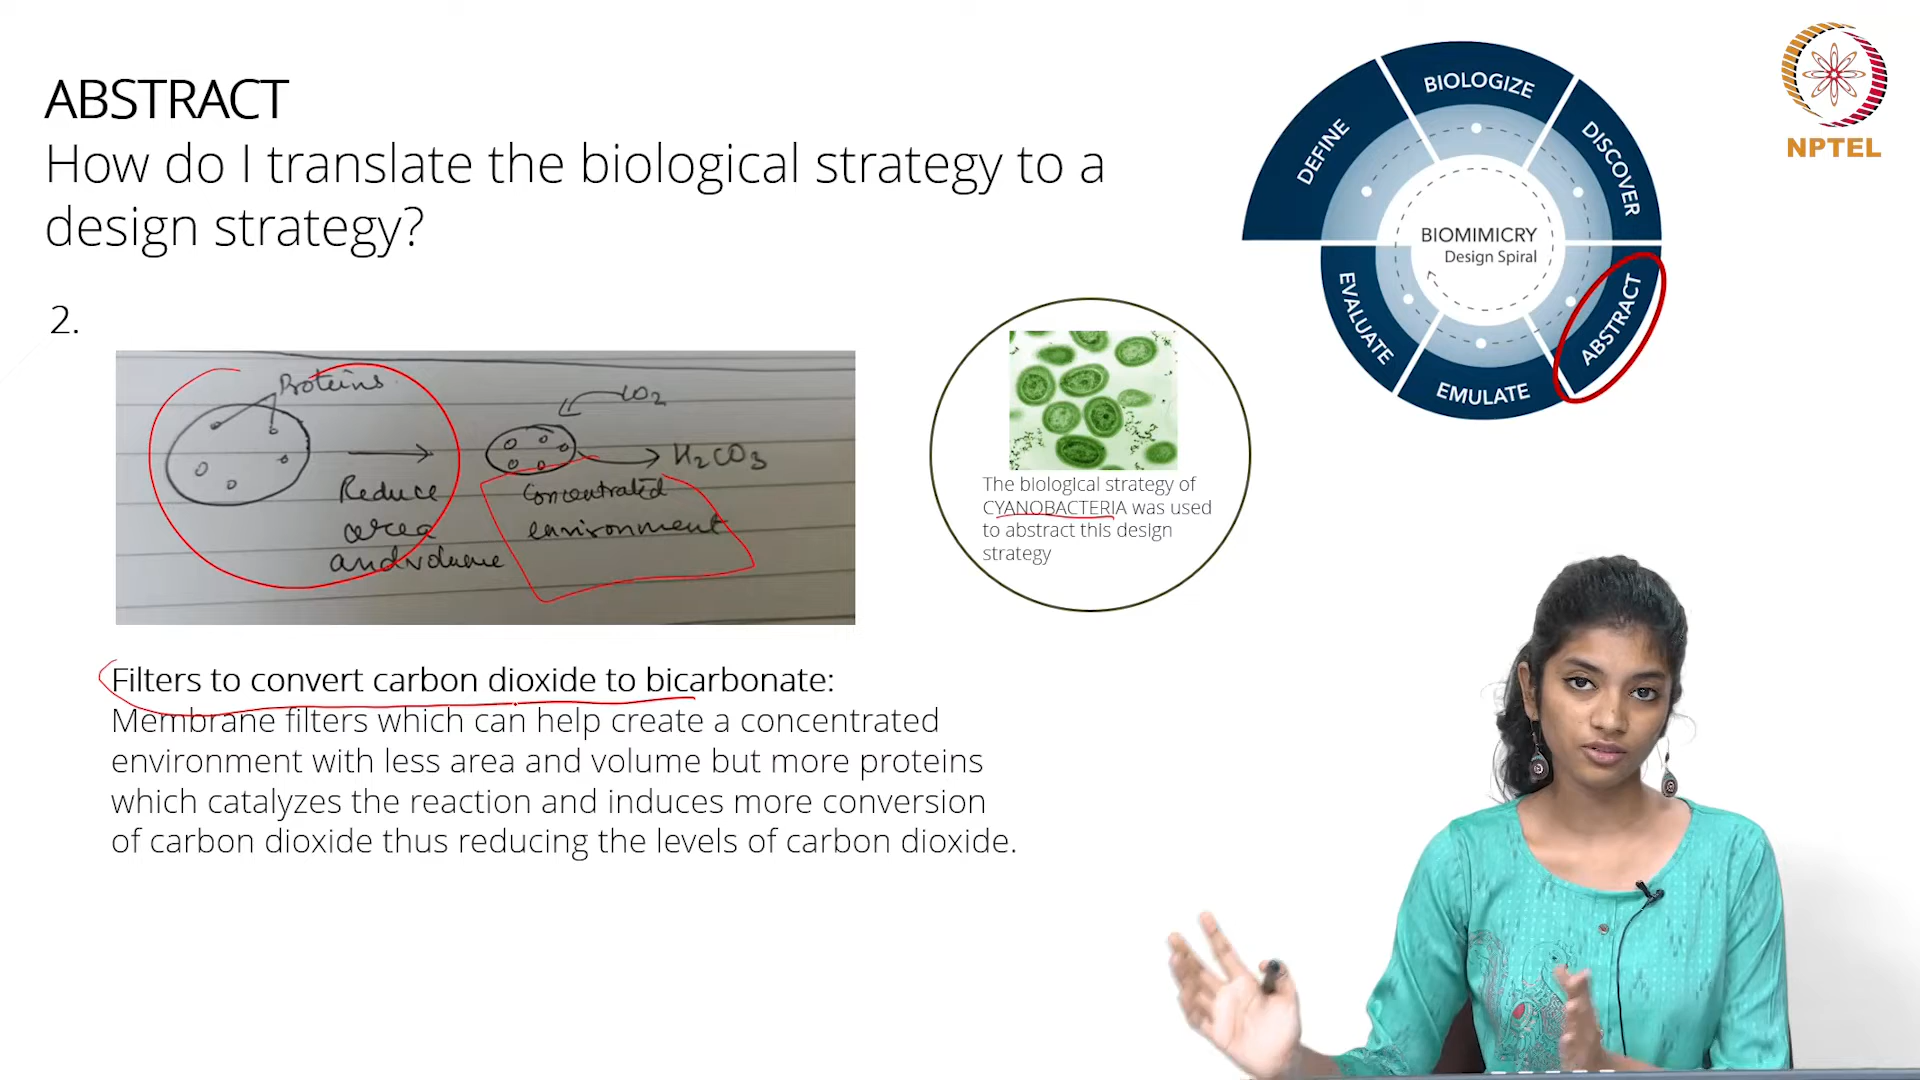 ABSTRACT
How do I translate the biological strategy to a
design strategy?
2.
Proteins
CO2
H2CO3
Reduce
area
and volume
Concentrated
environment
The biological strategy of
CYANOBACTERIA was used
to abstract this design
strategy
Filters to convert carbon dioxide to bicarbonate:
Membrane filters which can help create a concentrated
environment with less area and volume but more proteins
which catalyzes the reaction and induces more conversion
of carbon dioxide thus reducing the levels of carbon dioxide.
DEFINE
BIOLOGIZE
DISCOVER
ABSTRACT
EMULATE
EVALUATE
BIOMIMICRY
Design Spiral
NPTEL